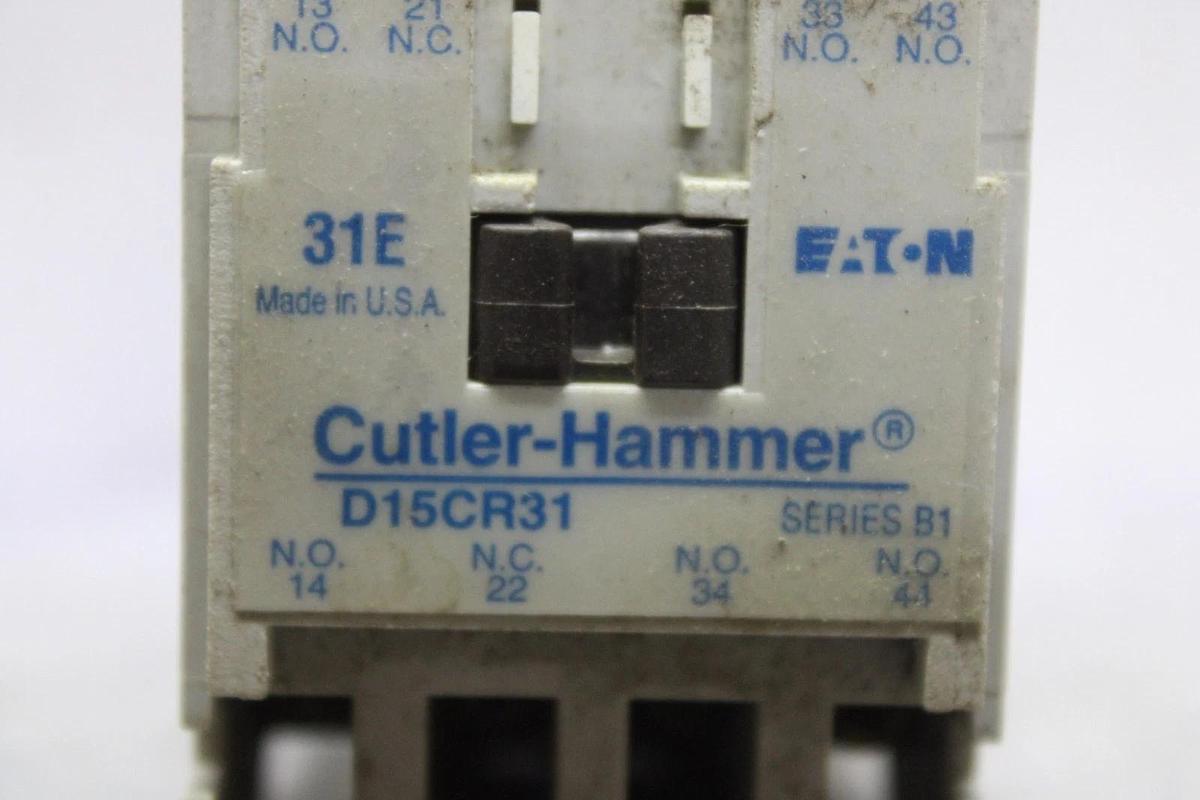 13 21 33 43
N.O. N.C. N.O. N.O.
31E EATON
Made in U.S.A.
Cutler-Hammer®
D15CR31 SERIES B1
N.O. N.C. N.O. N.O.
14 22 34 44